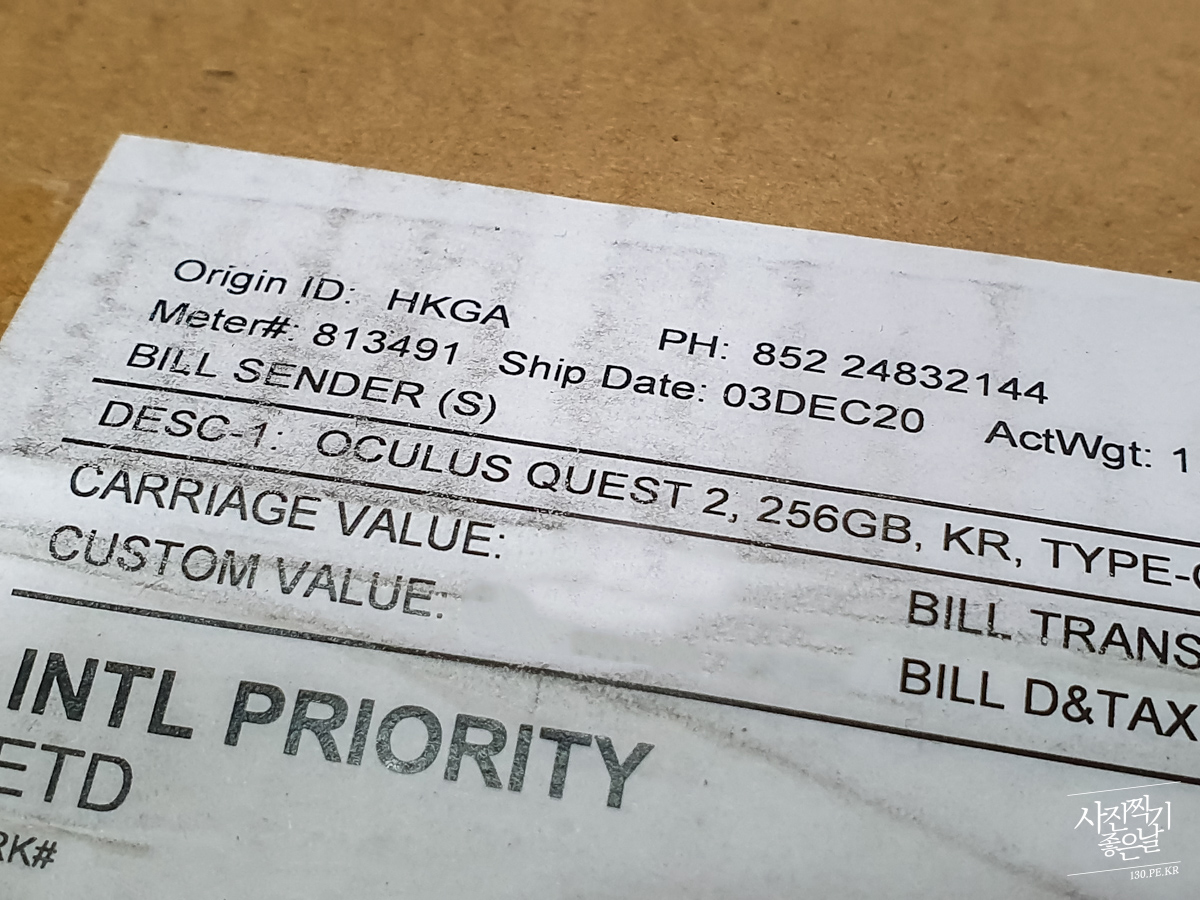 Origin ID: HKGA PH: 852 24832144
Meter#: 813491 Ship Date: 03DEC20 ActWgt: 1
BILL SENDER (S)
DESC-1: OCULUS QUEST 2, 256GB, KR, TYPE-
CARRIAGE VALUE:
CUSTOM VALUE:
BILL TRANS
BILL D&TAX
INTL PRIORITY
ETD
RK#
사진찍기
좋은날
130.PE.KR